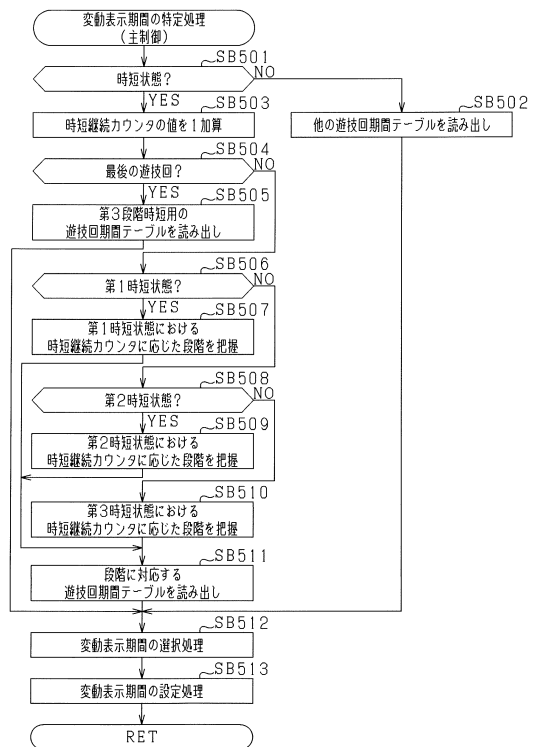 変動表示期間の特定処理
(主制御)
SB501
時短状態?
NO
YES
SB503
時短継続カウンタの値を1加算
SB502
他の遊技回期間テーブルを読み出し
SB504
最後の遊技回?
NO
YES
SB505
第3段階時短用の
遊技回期間テーブルを読み出し
SB506
第1時短状態?
NO
YES
SB507
第1時短状態における
時短継続カウンタに応じた段階を把握
SB508
第2時短状態?
NO
YES
SB509
第2時短状態における
時短継続カウンタに応じた段階を把握
SB510
第3時短状態における
時短継続カウンタに応じた段階を把握
SB511
段階に対応する
遊技回期間テーブルを読み出し
SB512
変動表示期間の選択処理
SB513
変動表示期間の設定処理
RET